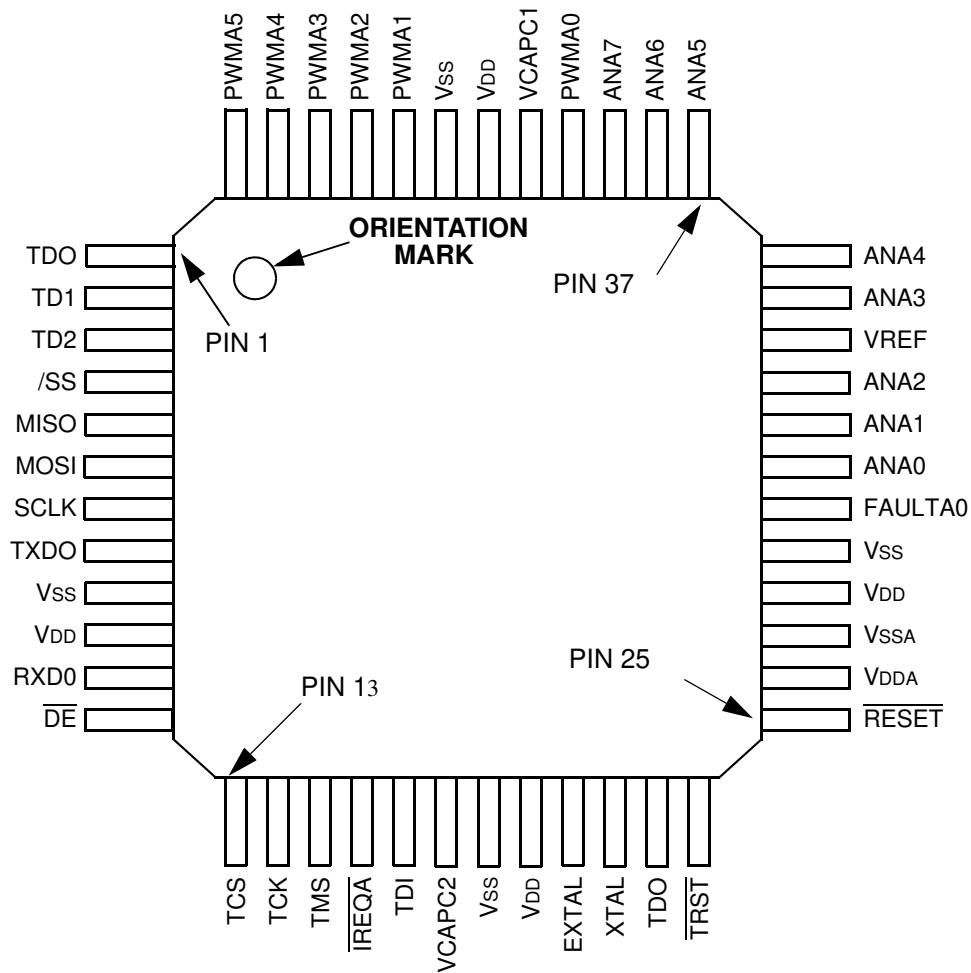 PWMA5
PWMA4
PWMA3
PWMA2
PWMA1
VSS
VDD
VCAPC1
PWMA0
ANA7
ANA6
ANA5
ORIENTATION
MARK
PIN 37
PIN 1
TDO
TD1
TD2
/SS
MISO
MOSI
SCLK
TXDO
VSS
VDD
RXD0
DE
ANA4
ANA3
VREF
ANA2
ANA1
ANA0
FAULTA0
VSS
VDD
VSSA
VDDA
RESET
PIN 25
PIN 13
TCS
TCK
TMS
IREQA
TDI
VCAPC2
VSS
VDD
EXTAL
XTAL
TDO
TRST